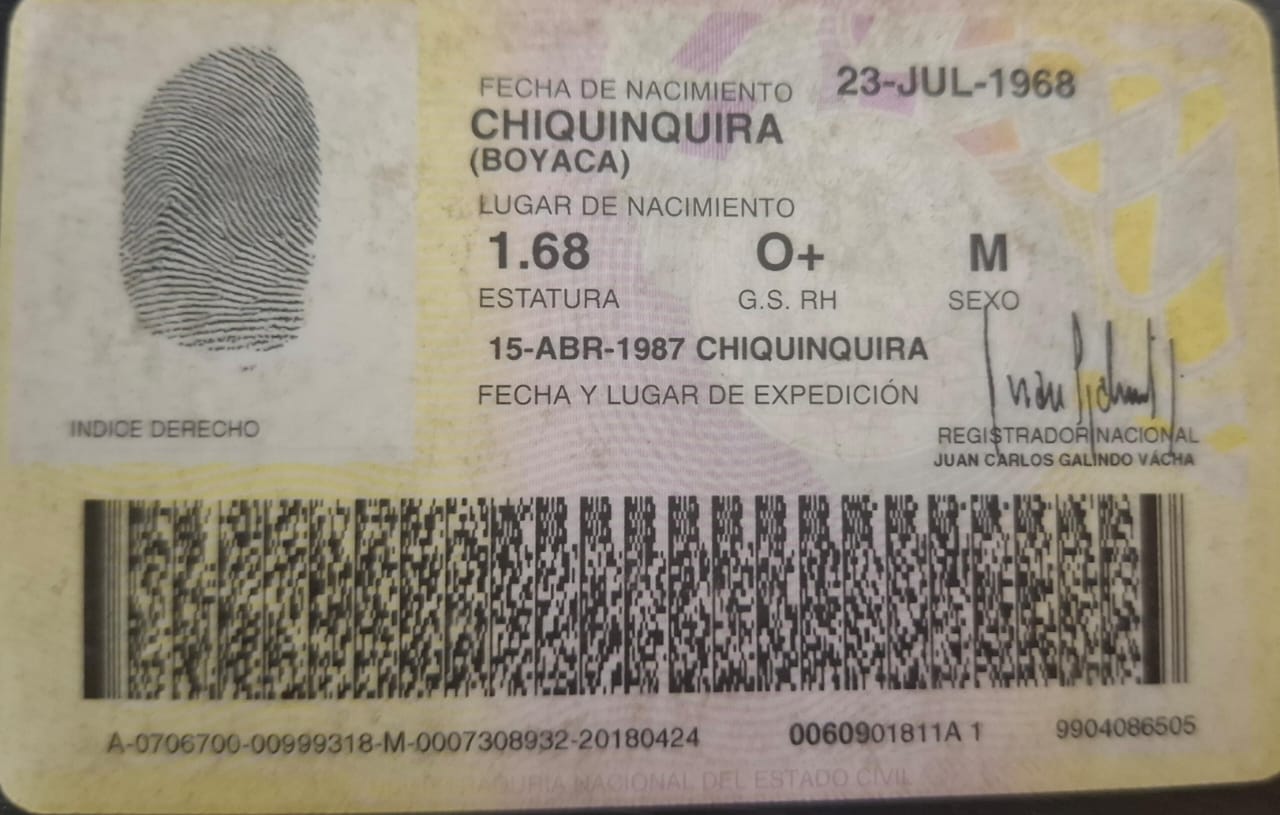 FECHA DE NACIMIENTO 23-JUL-1968
CHIQUINQUIRA
(BOYACA)
LUGAR DE NACIMIENTO
1.68 O+ M
ESTATURA G.S. RH SEXO
15-ABR-1987 CHIQUINQUIRA
FECHA Y LUGAR DE EXPEDICIÓN
INDICE DERECHO
REGISTRADOR NACIONAL
JUAN CARLOS GALINDO VÁCHA
A-0706700-00999318-M-0007308932-20180424 0060901811A 1 9904086505
NACIONAL DEL ESTADO CIVIL